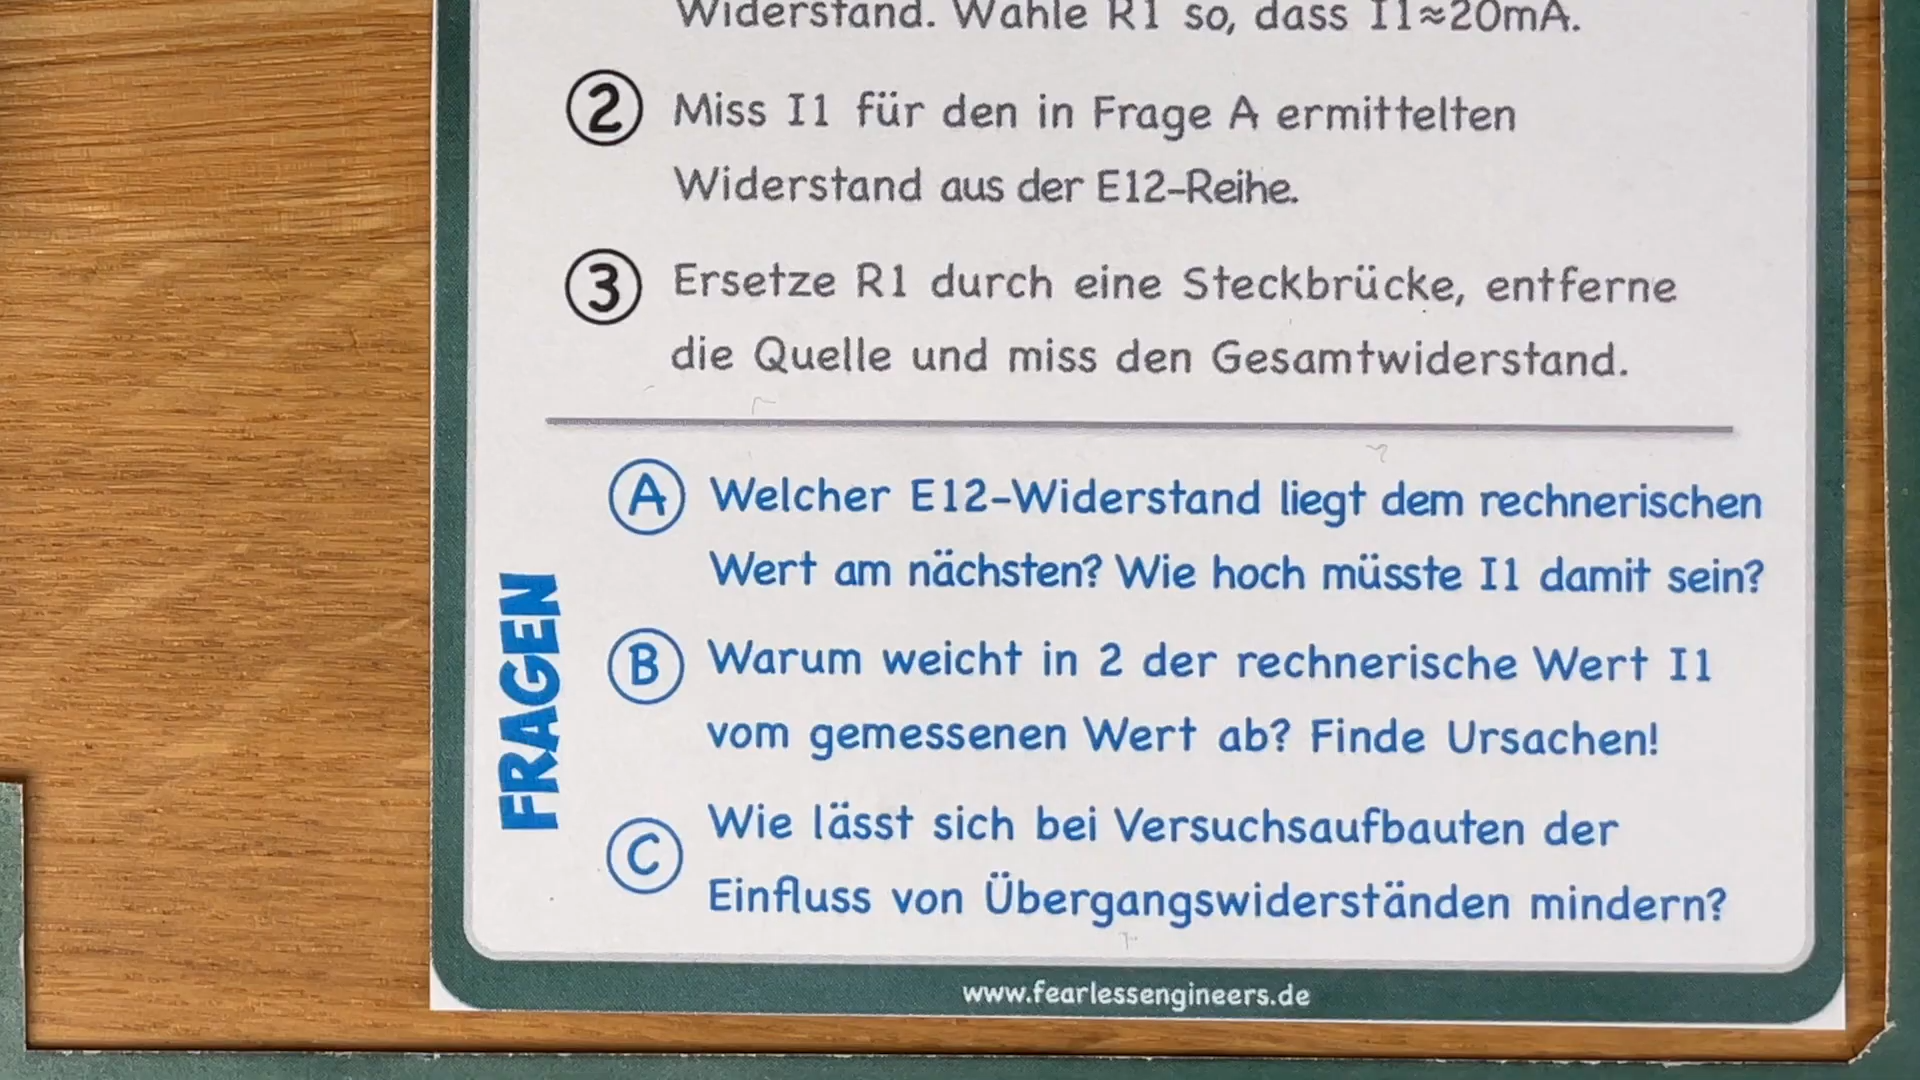 Widerstand. Wähle R1 so, dass I1≈20mA.
2 Miss I1 für den in Frage A ermittelten
Widerstand aus der E12-Reihe.
3 Ersetze R1 durch eine Steckbrücke, entferne
die Quelle und miss den Gesamtwiderstand.
FRAGEN
A Welcher E12-Widerstand liegt dem rechnerischen
Wert am nächsten? Wie hoch müsste I1 damit sein?
B Warum weicht in 2 der rechnerische Wert I1
vom gemessenen Wert ab? Finde Ursachen!
C Wie lässt sich bei Versuchsaufbauten der
Einfluss von Übergangswiderständen mindern?
www.fearlessengineers.de